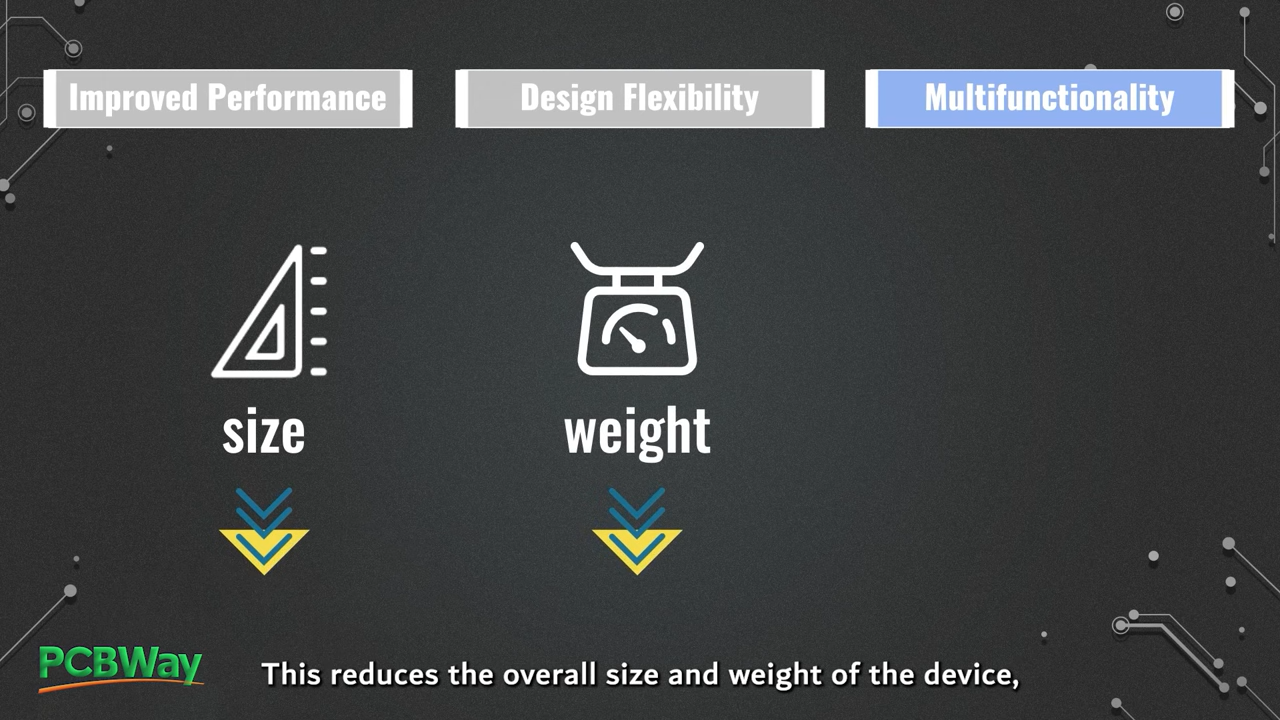 Improved Performance
Design Flexibility
Multifunctionality
size
weight
PCBWay
This reduces the overall size and weight of the device,